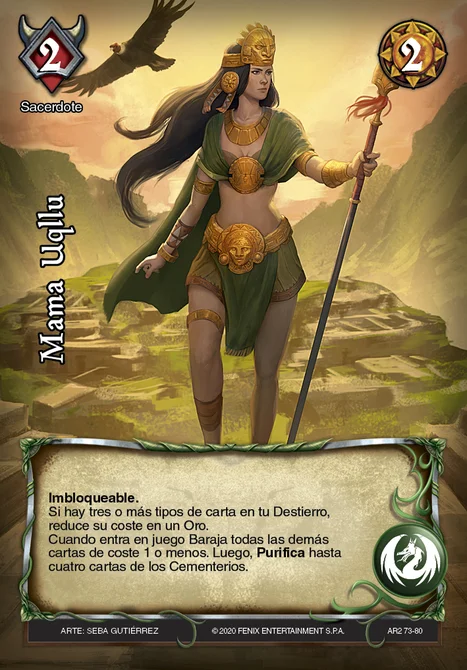 2
2
Sacerdote
Mama Uqllu
Imbloqueable.
Si hay tres o más tipos de carta en tu Destierro,
reduce su coste en un Oro.
Cuando entra en juego Baraja todas las demás
cartas de coste 1 o menos. Luego, Purifica hasta
cuatro cartas de los Cementerios.
ARTE: SEBA GUTIÉRREZ
©2020 FENIX ENTERTAINMENT S.P.A.
AR2 73-80